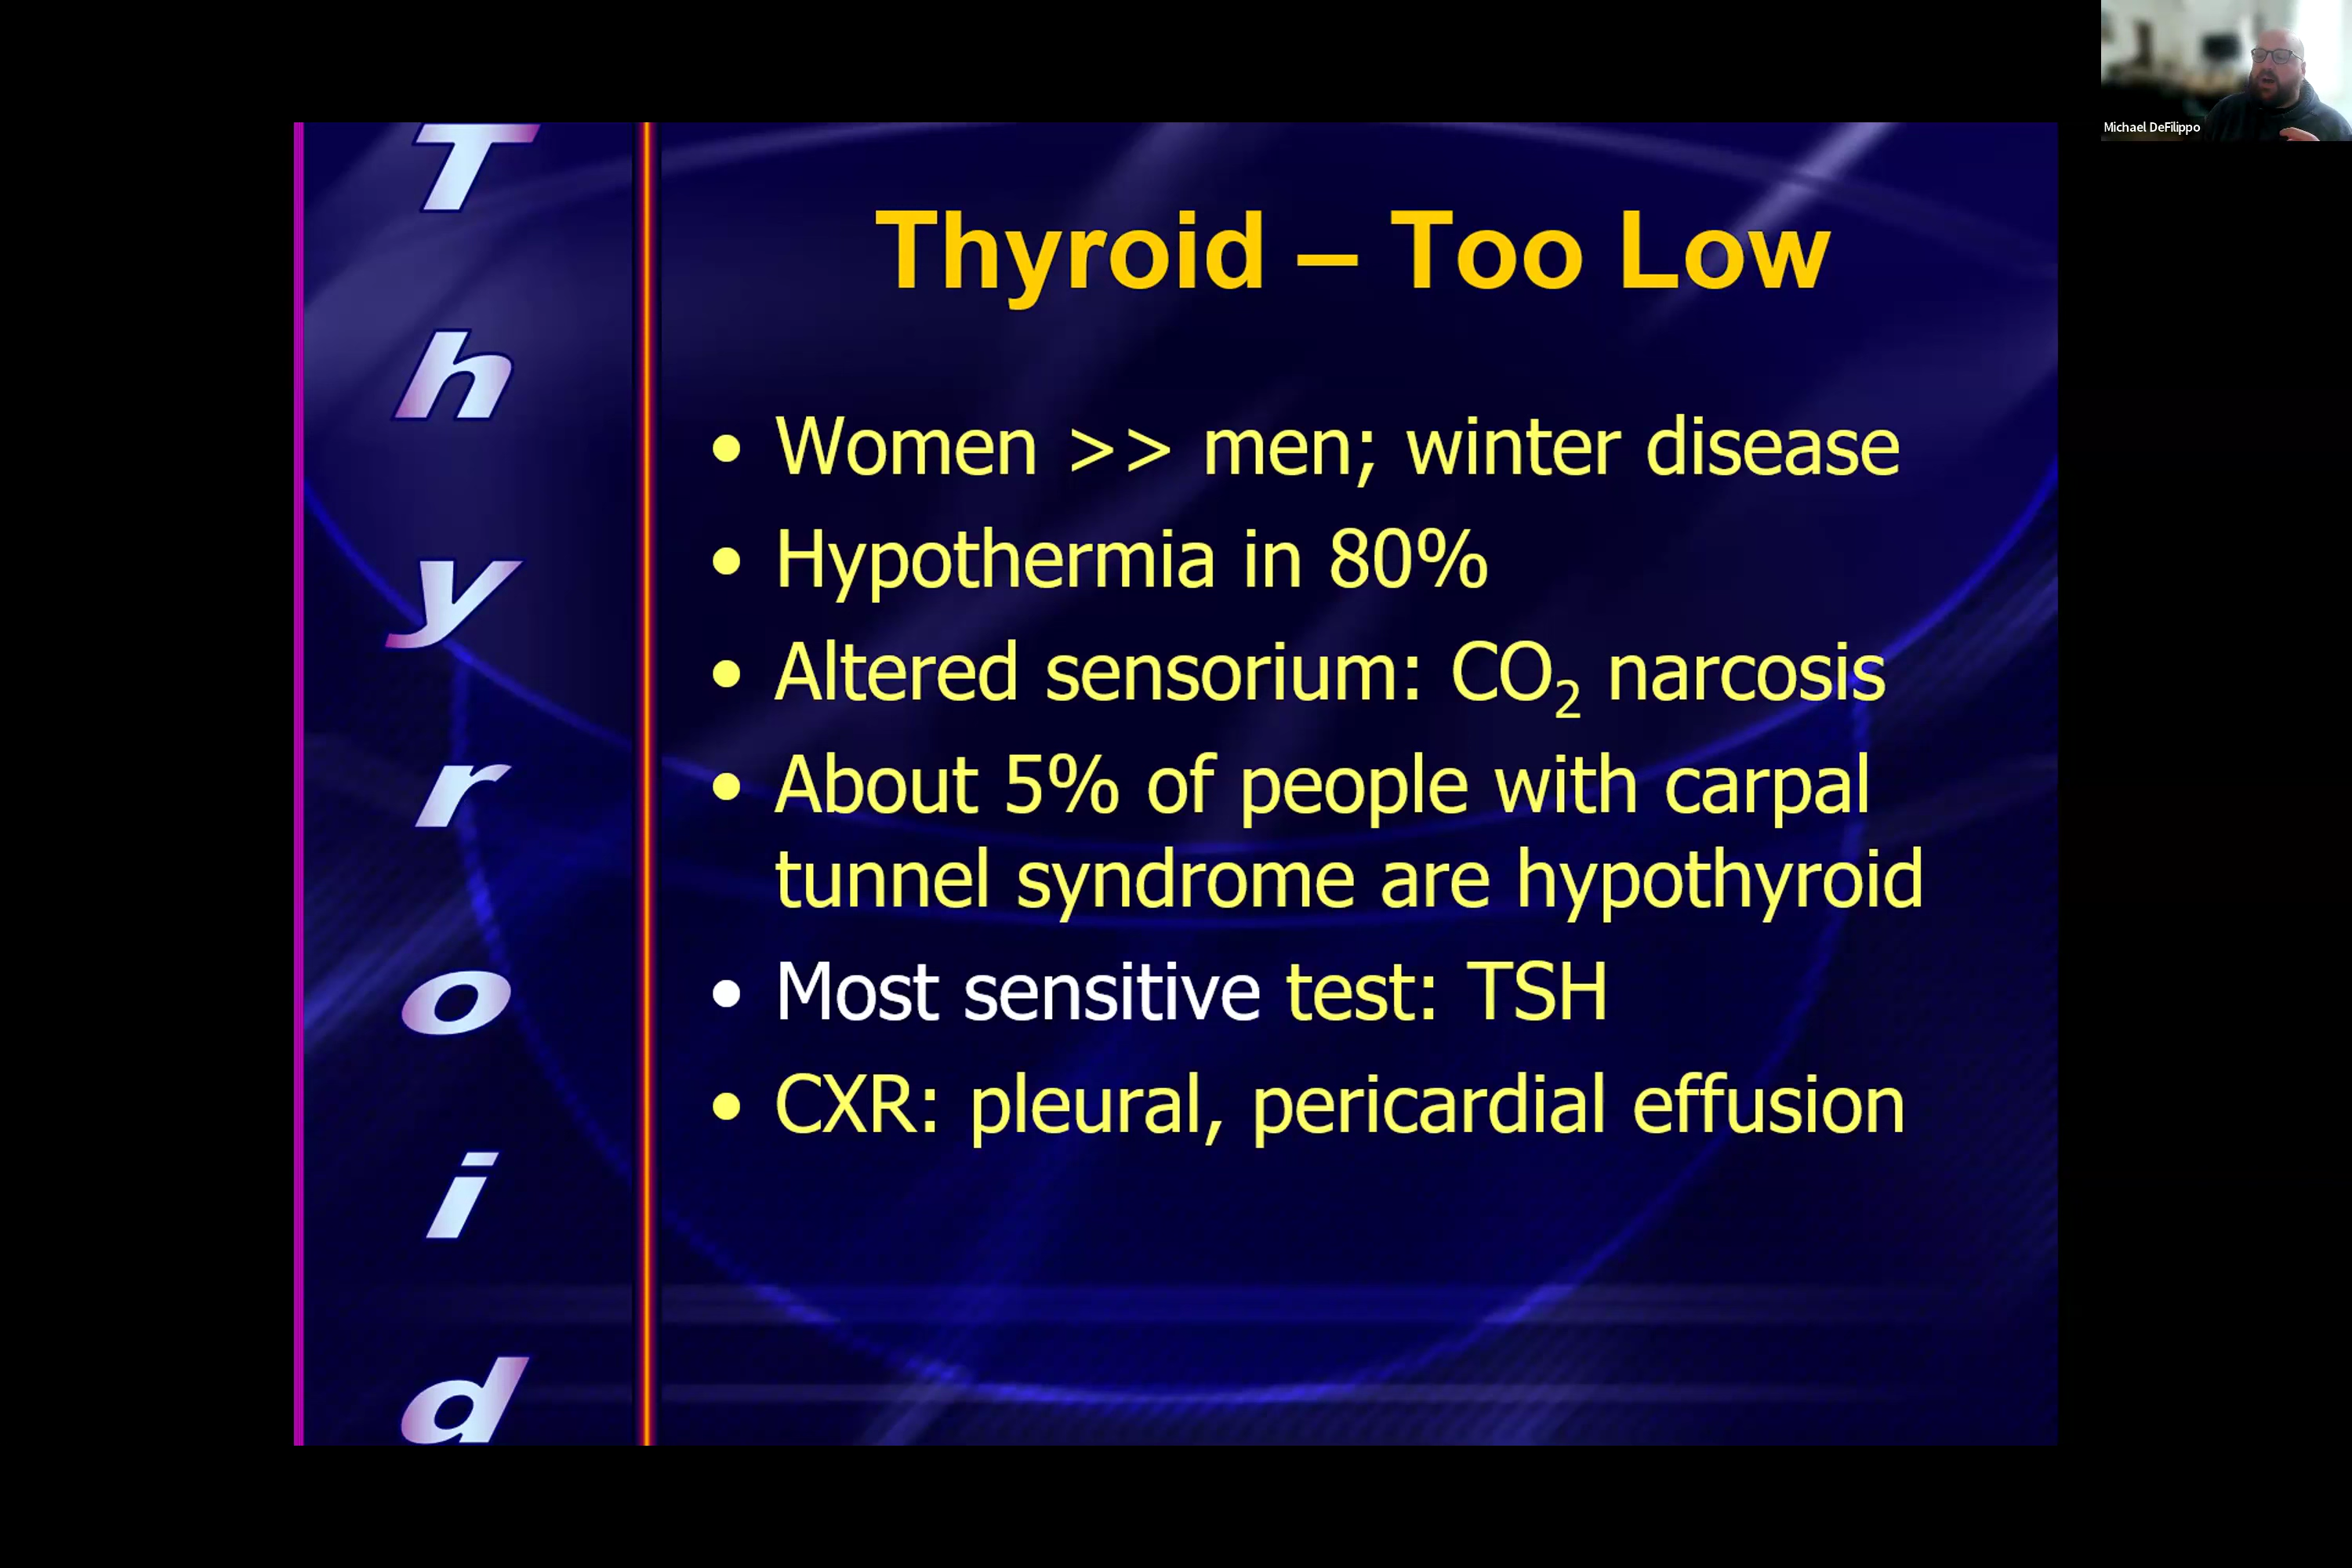 Thyroid
Thyroid – Too Low
• Women >> men; winter disease
• Hypothermia in 80%
• Altered sensorium: CO₂ narcosis
• About 5% of people with carpal
tunnel syndrome are hypothyroid
• Most sensitive test: TSH
• CXR: pleural, pericardial effusion
Michael DeFilippo